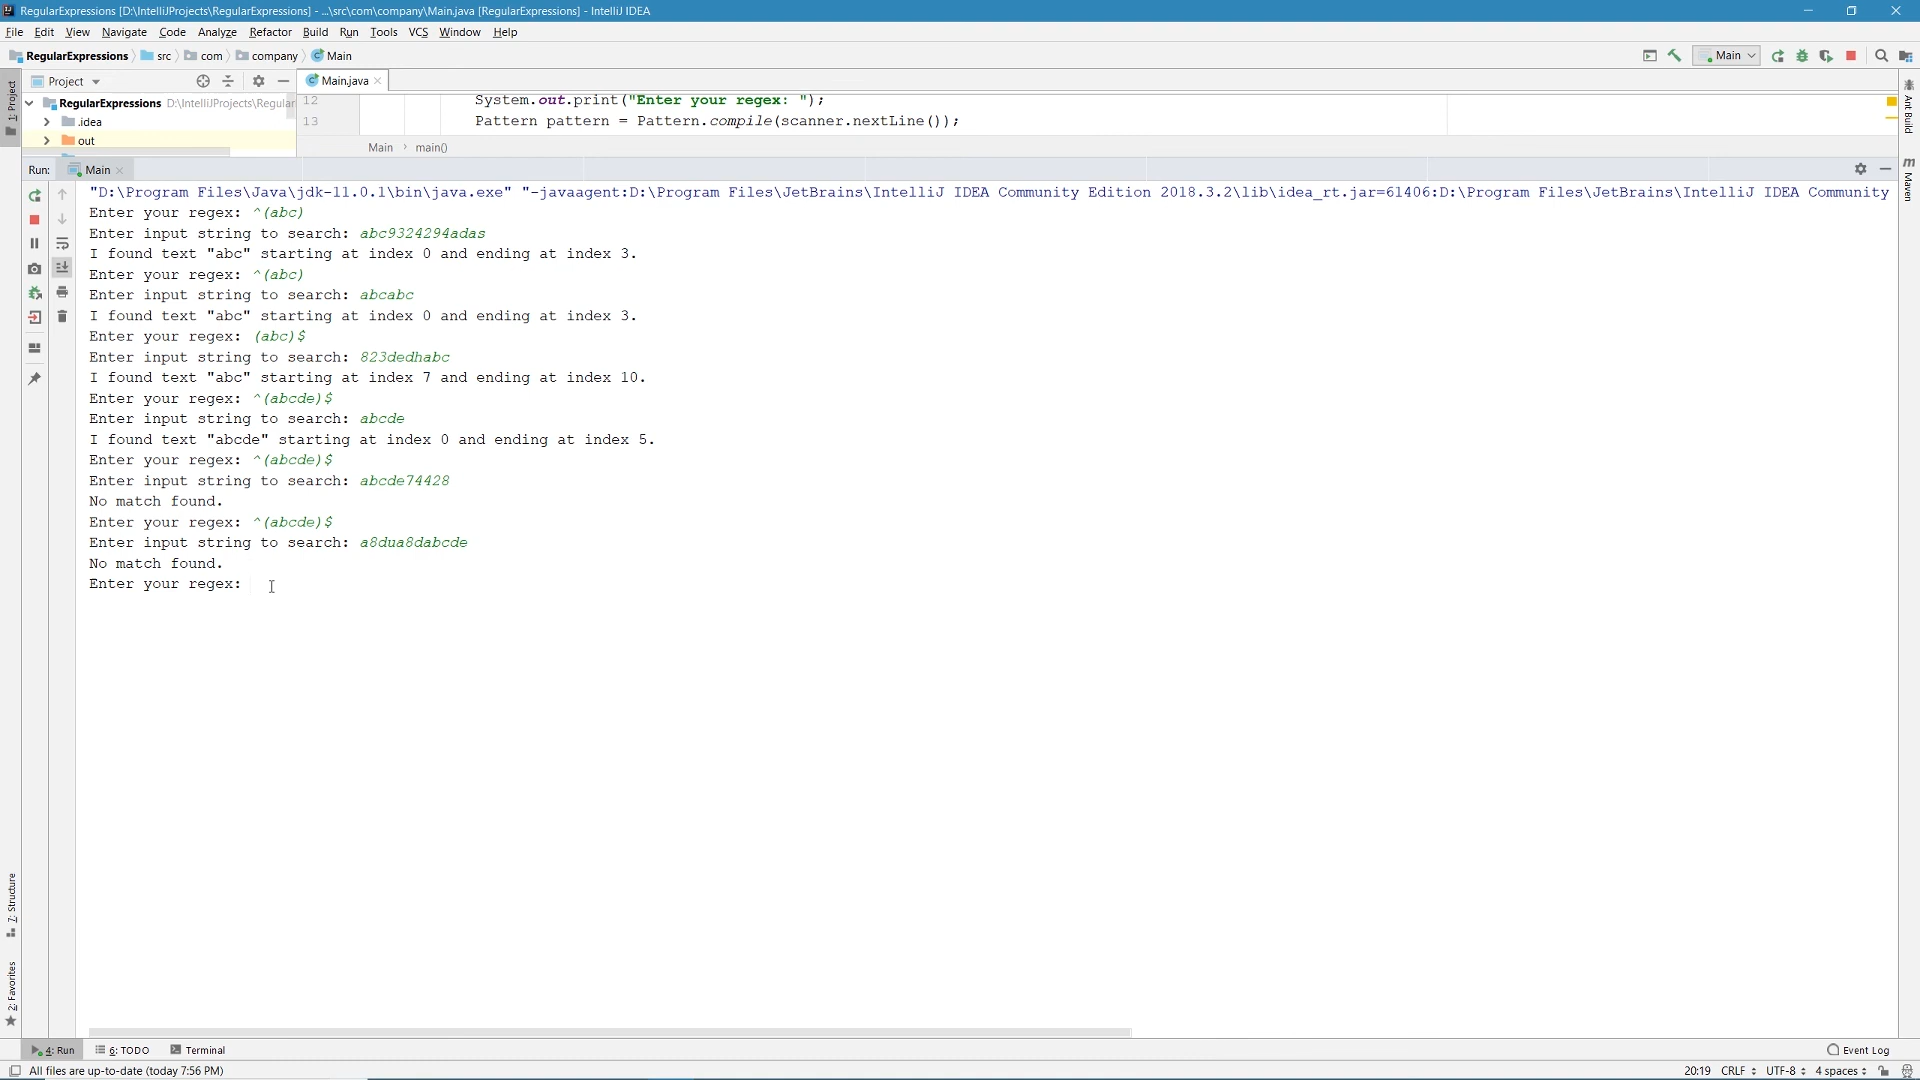 RegularExpressions [D:\IntelliJProjects\RegularExpressions] - ...\src\com\company\Main.java [RegularExpressions] - IntelliJ IDEA
File Edit View Navigate Code Analyze Refactor Build Run Tools VCS Window Help
RegularExpressions src com company Main
Main
Project
Main.java
RegularExpressions D:\IntelliJProjects\Regular
.idea
out
12 System.out.print("Enter your regex: ");
13 Pattern pattern = Pattern.compile(scanner.nextLine());
Main main()
Run: Main
"D:\Program Files\Java\jdk-11.0.1\bin\java.exe" "-javaagent:D:\Program Files\JetBrains\IntelliJ IDEA Community Edition 2018.3.2\lib\idea_rt.jar=61406:D:\Program Files\JetBrains\IntelliJ IDEA Community
Enter your regex: ^(abc)
Enter input string to search: abc9324294adas
I found text "abc" starting at index 0 and ending at index 3.
Enter your regex: ^(abc)
Enter input string to search: abcabc
I found text "abc" starting at index 0 and ending at index 3.
Enter your regex: (abc)$
Enter input string to search: 823dedhabc
I found text "abc" starting at index 7 and ending at index 10.
Enter your regex: ^(abcde)$
Enter input string to search: abcde
I found text "abcde" starting at index 0 and ending at index 5.
Enter your regex: ^(abcde)$
Enter input string to search: abcde74428
No match found.
Enter your regex: ^(abcde)$
Enter input string to search: a8dua8dabcde
No match found.
Enter your regex:
1: Project
7: Structure
2: Favorites
Ant Build
Maven
4: Run 6: TODO Terminal
Event Log
All files are up-to-date (today 7:56 PM)
20:19 CRLF UTF-8 4 spaces